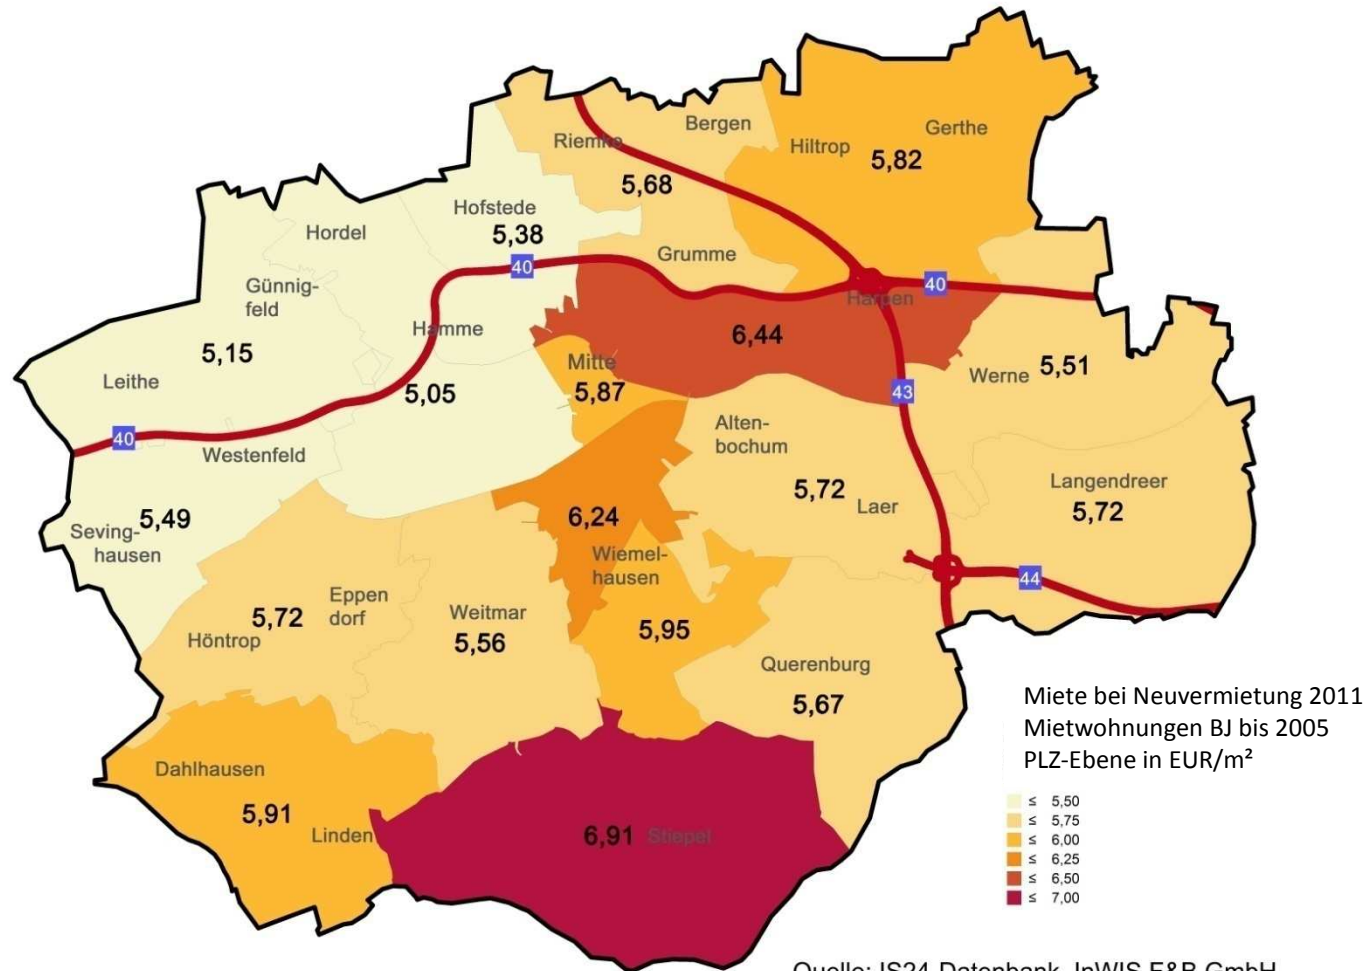 Bergen
Gerthe
Riemke
Hiltrop
5,82
5,68
Hofstede
5,38
Hordel
Grumme
40
40
Günnig-
feld
Harpen
Hamme
6,44
5,15
Mitte
5,51
Werne
Leithe
5,05
5,87
43
Alten-
bochum
40
Westenfeld
5,72
Langendreer
5,72
Laer
5,49
Seving-
hausen
6,24
Wiemel-
hausen
44
Eppen
dorf
5,72
Höntrop
Weitmar
5,56
5,95
Querenburg
5,67
Miete bei Neuvermietung 2011
Mietwohnungen BJ bis 2005
PLZ-Ebene in EUR/m²
Dahlhausen
5,91
Linden
6,91 Stiepel
≤ 5,50
≤ 5,75
≤ 6,00
≤ 6,25
≤ 6,50
≤ 7,00
Quelle: IS24-Datenbank, InWIS F&B GmbH